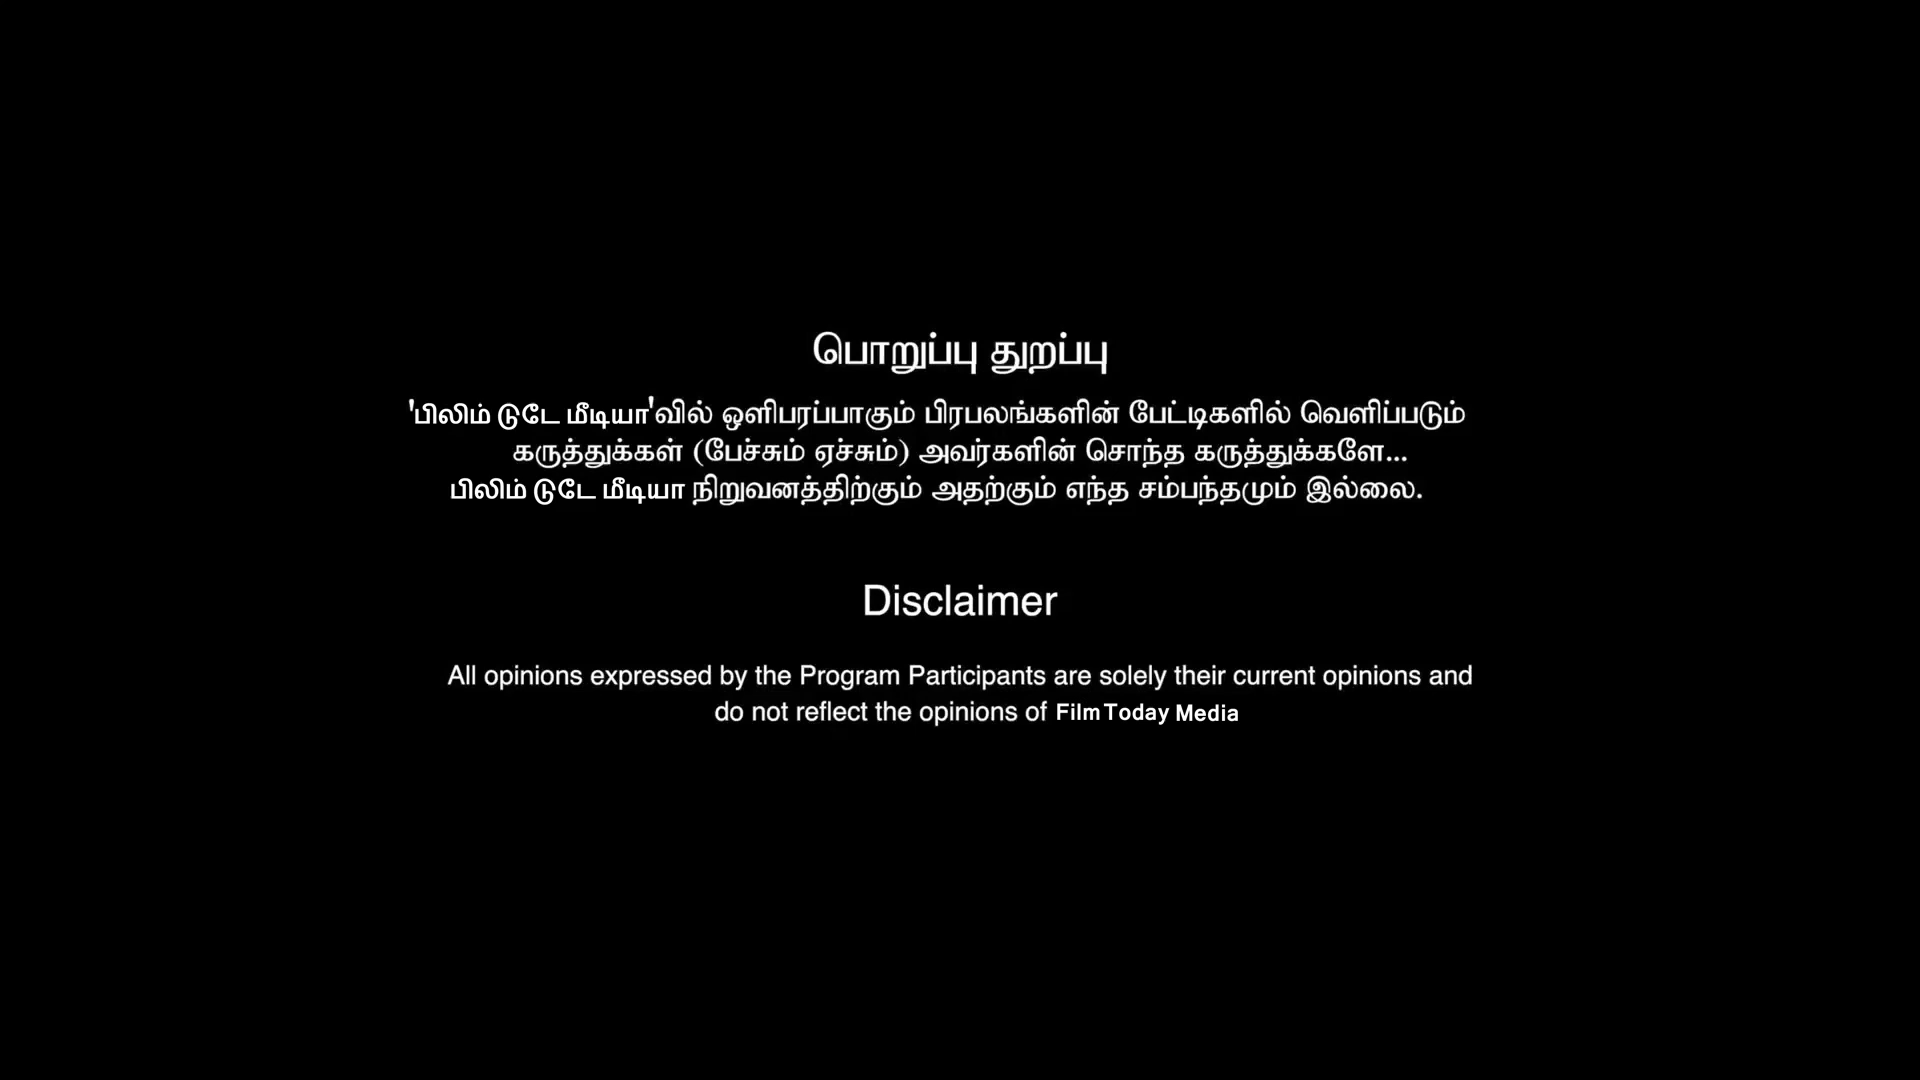 பொறுப்பு துறப்பு
'பிலிம் டுடே மீடியா'வில் ஒளிபரப்பாகும் பிரபலங்களின் பேட்டிகளில் வெளிப்படும்
கருத்துக்கள் (பேச்சும் ஏச்சும்) அவர்களின் சொந்த கருத்துக்களே...
பிலிம் டுடே மீடியா நிறுவனத்திற்கும் அதற்கும் எந்த சம்பந்தமும் இல்லை.
Disclaimer
All opinions expressed by the Program Participants are solely their current opinions and
do not reflect the opinions of Film Today Media